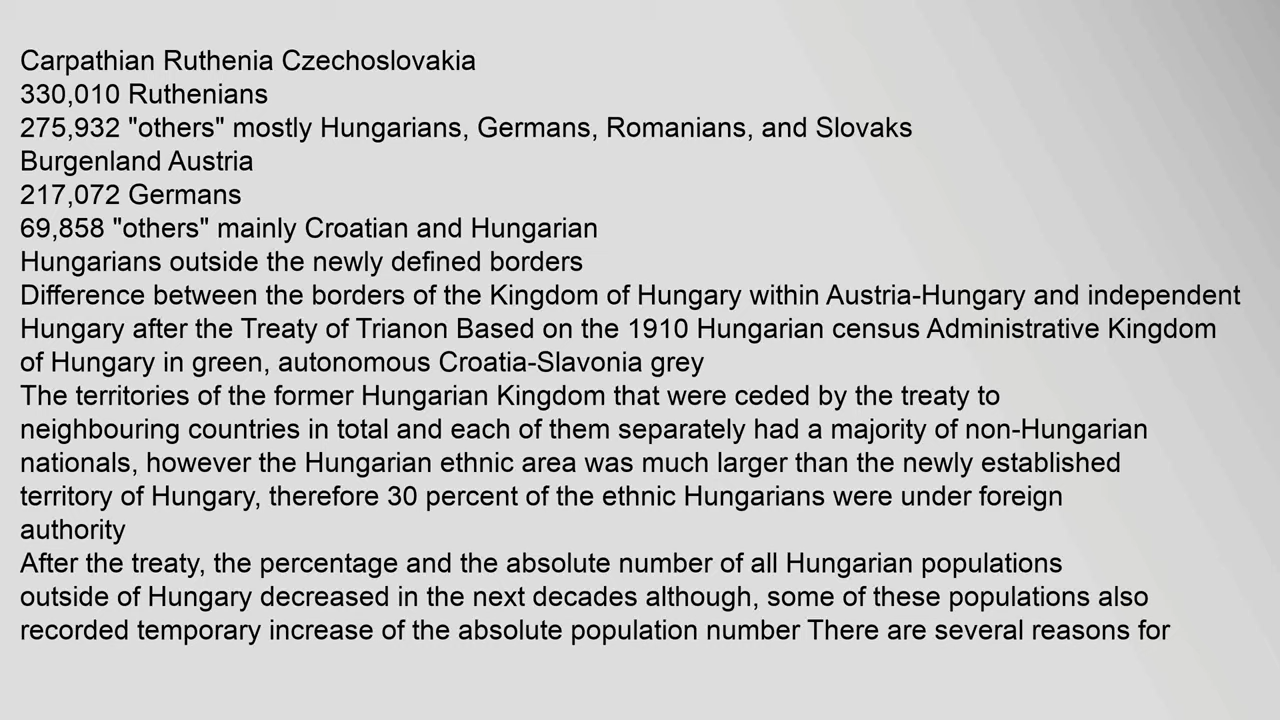 Carpathian Ruthenia Czechoslovakia
330,010 Ruthenians
275,932 "others" mostly Hungarians, Germans, Romanians, and Slovaks
Burgenland Austria
217,072 Germans
69,858 "others" mainly Croatian and Hungarian
Hungarians outside the newly defined borders
Difference between the borders of the Kingdom of Hungary within Austria-Hungary and independent
Hungary after the Treaty of Trianon Based on the 1910 Hungarian census Administrative Kingdom
of Hungary in green, autonomous Croatia-Slavonia grey
The territories of the former Hungarian Kingdom that were ceded by the treaty to
neighbouring countries in total and each of them separately had a majority of non-Hungarian
nationals, however the Hungarian ethnic area was much larger than the newly established
territory of Hungary, therefore 30 percent of the ethnic Hungarians were under foreign
authority
After the treaty, the percentage and the absolute number of all Hungarian populations
outside of Hungary decreased in the next decades although, some of these populations also
recorded temporary increase of the absolute population number There are several reasons for